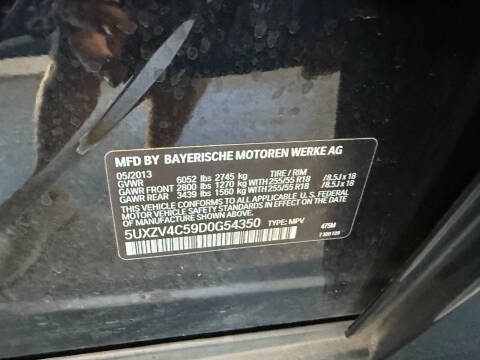 MFD BY BAYERISCHE MOTOREN WERKE AG
05/2013 TIRE / RIM
GVWR 6052 lbs 2745 kg
GAWR FRONT 2800 lbs 1270 kg WITH 255/55 R18 /8.5J x 18
GAWR REAR 3439 lbs 1560 kg WITH 255/55 R18 /8.5J x 18
THIS VEHICLE CONFORMS TO ALL APPLICABLE U.S. FEDERAL
MOTOR VEHICLE SAFETY STANDARDS IN EFFECT ON THE
DATE OF MANUFACTURE SHOWN ABOVE.
5UXZV4C59D0G54350 TYPE: MPV 475M